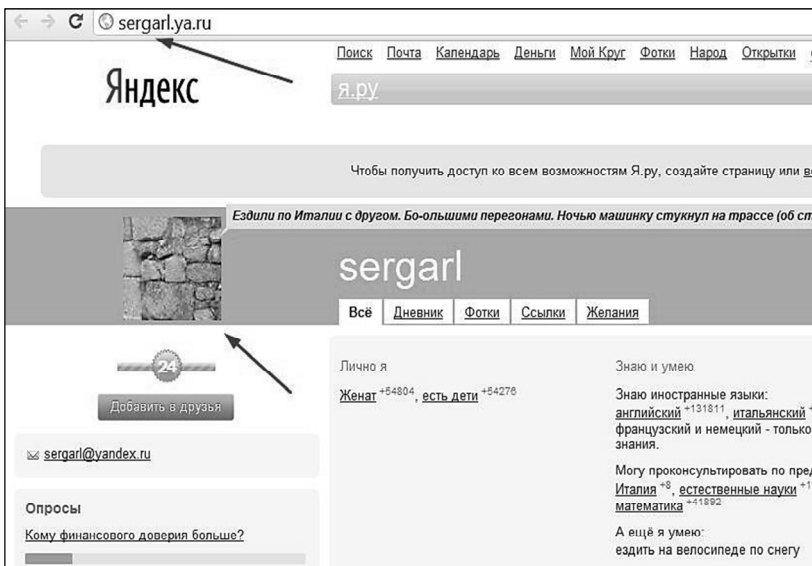 sergarl.ya.ru
Поиск Почта Календарь Деньги Мой Круг Фотки Народ Открытки
Яндекс
я.ру
Чтобы получить доступ ко всем возможностям Я.ру, создайте страницу или
Ездили по Италии с другом. Бо-ольшими перегонами. Ночью машинку стукнул на трассе (об
sergarl
Всё Дневник Фотки Ссылки Желания
24
Добавить в друзья
sergarl@yandex.ru
Опросы
Кому финансового доверия больше?
Лично я
Женат +54804, есть дети +54276
Знаю и умею
Знаю иностранные языки:
английский +131811, итальянский
французский и немецкий - только
знания.
Могу проконсультировать по
Италия +8, естественные науки
математика +41892
А ещё я умею:
ездить на велосипеде по снегу